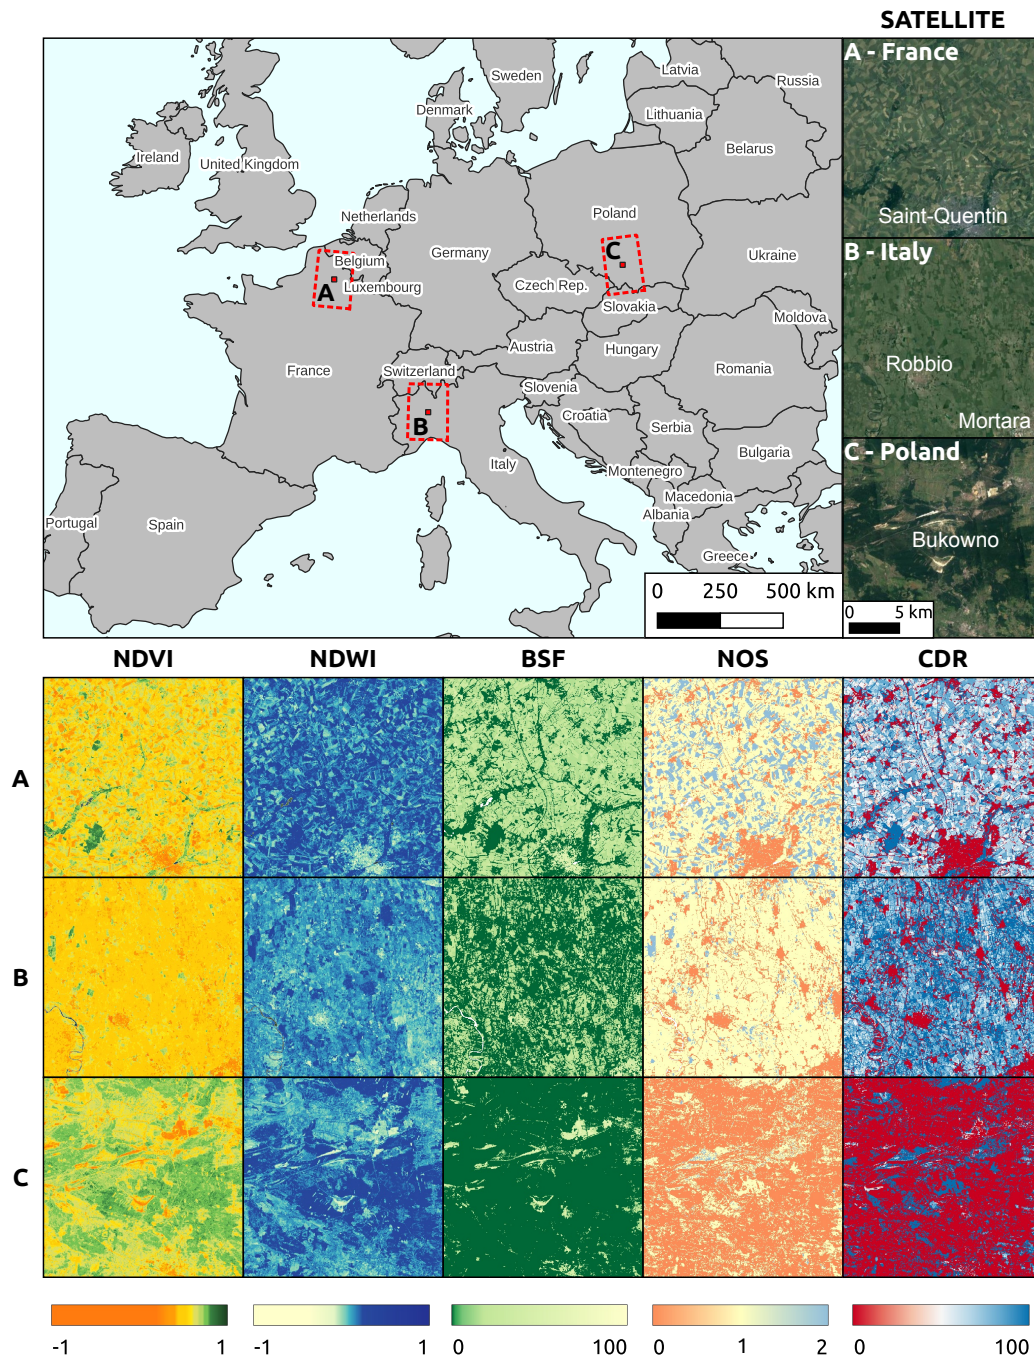 SATELLITE
A - France
Saint-Quentin
B - Italy
Robbio
Mortara
C - Poland
Bukowno
0 5 km
Sweden
Latvia
Russia
Denmark
Lithuania
Ireland
United Kingdom
Belarus
Netherlands
Poland
Germany
Belgium
C
Ukraine
A
Luxembourg
Czech Rep.
Slovakia
Moldova
Austria
Hungary
France
Switzerland
Romania
Slovenia
B
Croatia
Serbia
Italy
Bulgaria
Montenegro
Macedonia
Portugal
Spain
Albania
Greece
0 250 500 km
NDVI NDWI BSF NOS CDR
A
B
C
-1 1 -1 1 0 100 0 1 2 0 100